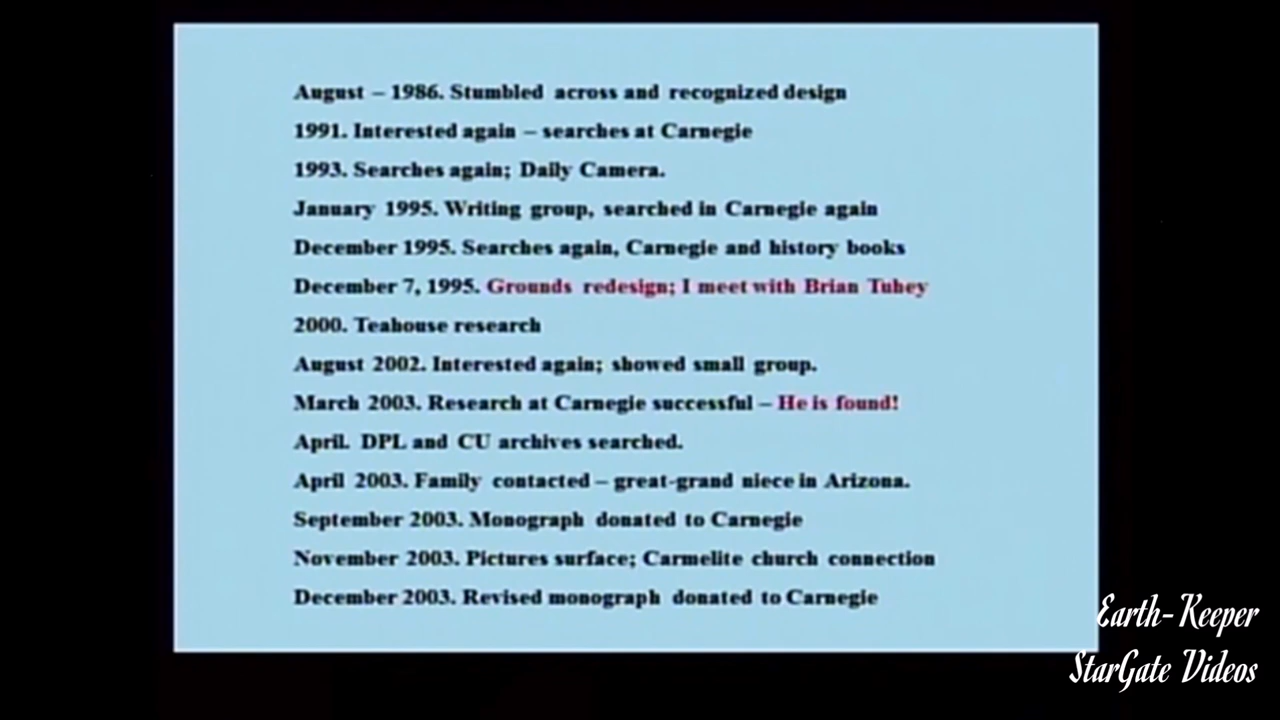 August – 1986. Stumbled across and recognized design
1991. Interested again – searches at Carnegie
1993. Searches again; Daily Camera.
January 1995. Writing group, searched in Carnegie again
December 1995. Searches again, Carnegie and history books
December 7, 1995. Grounds redesign; I meet with Brian Tuhey
2000. Teahouse research
August 2002. Interested again; showed small group.
March 2003. Research at Carnegie successful – He is found!
April. DPL and CU archives searched.
April 2003. Family contacted – great-grand niece in Arizona.
September 2003. Monograph donated to Carnegie
November 2003. Pictures surface; Carmelite church connection
December 2003. Revised monograph donated to Carnegie
Earth-Keeper
StarGate Videos